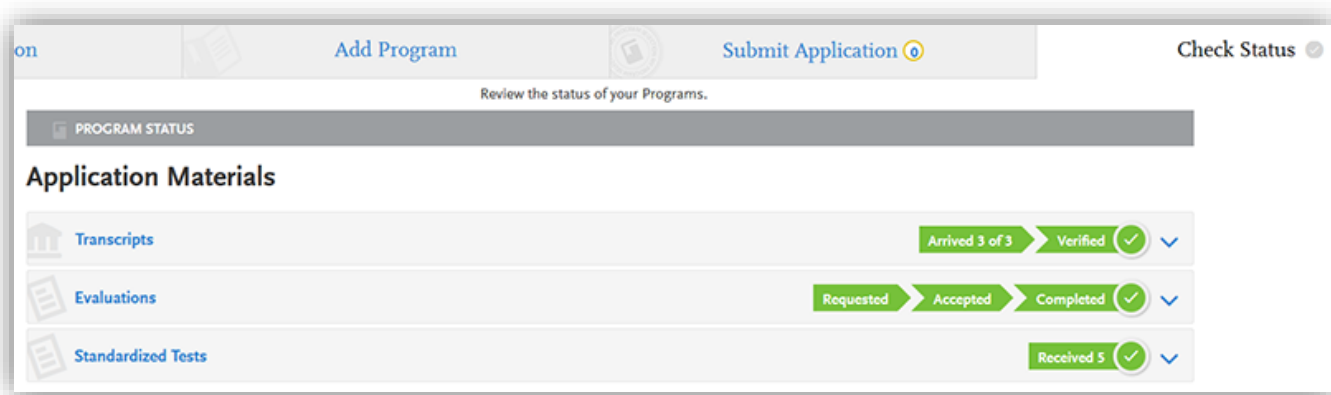 on Add Program Submit Application 0 Check Status
Review the status of your Programs.
PROGRAM STATUS
Application Materials
Transcripts Arrived 3 of 3 Verified
Evaluations Requested Accepted Completed
Standardized Tests Received 5